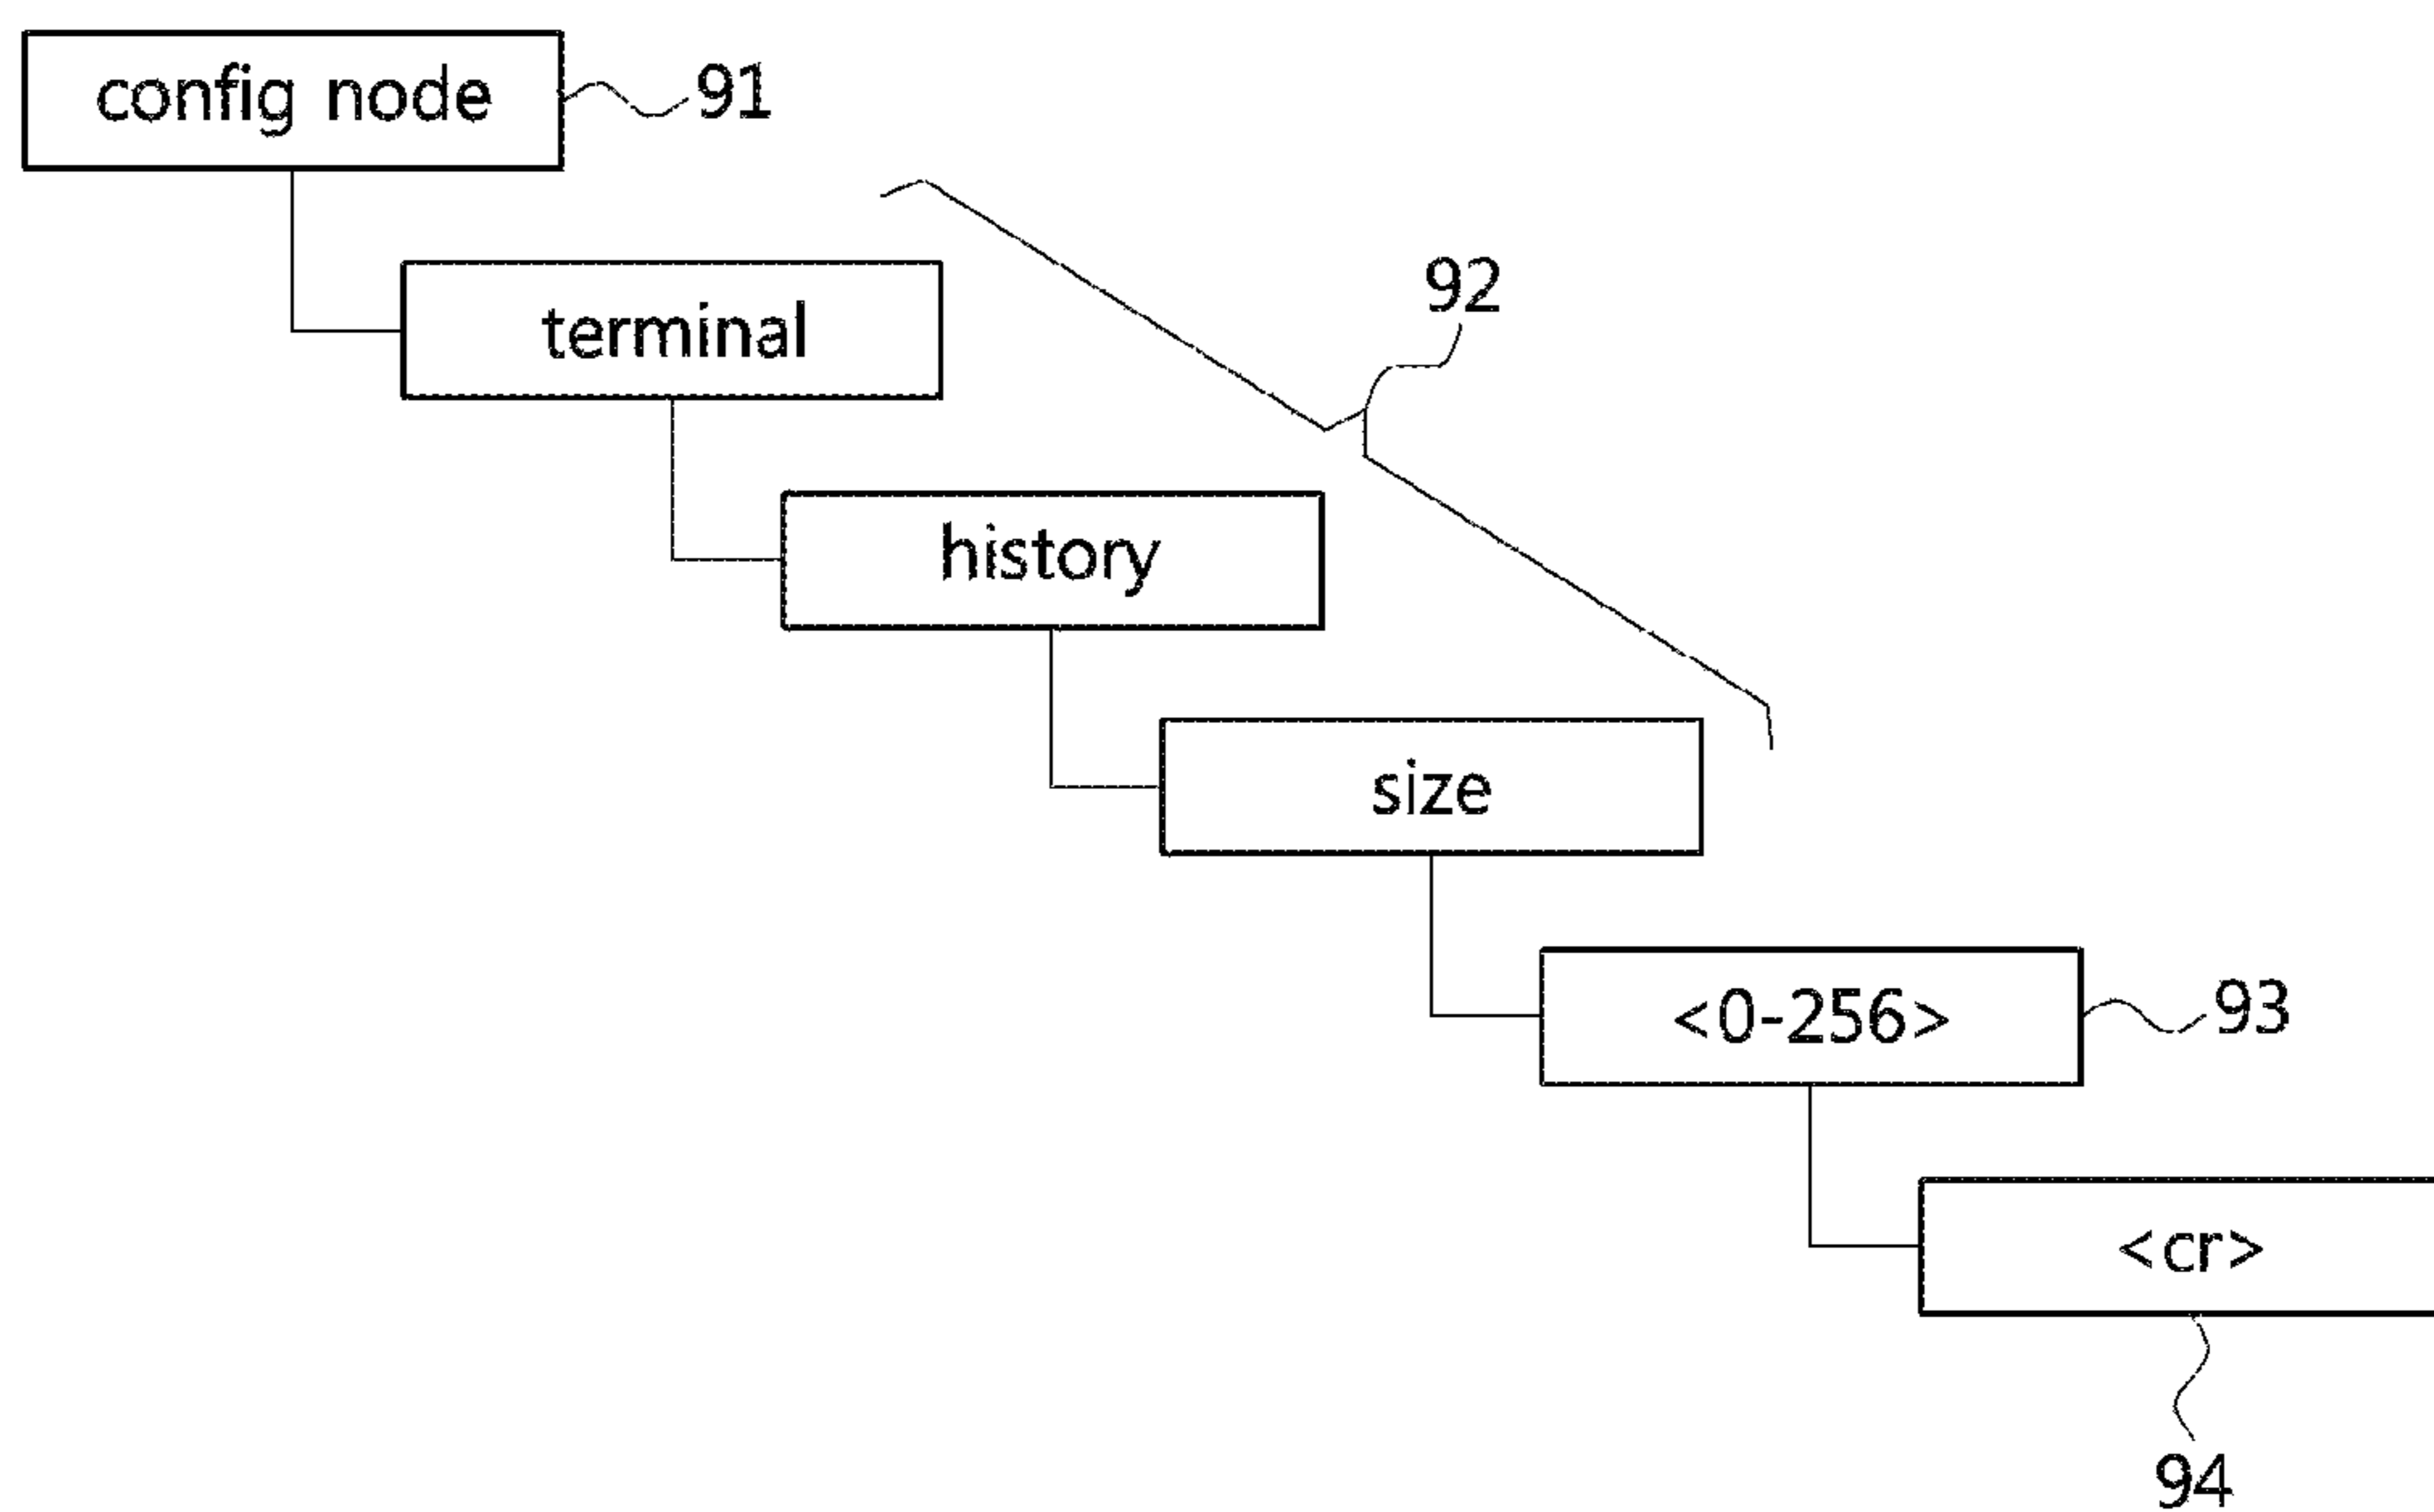 config node
91
92
terminal
history
size
<0-256>
93
<cr>
94